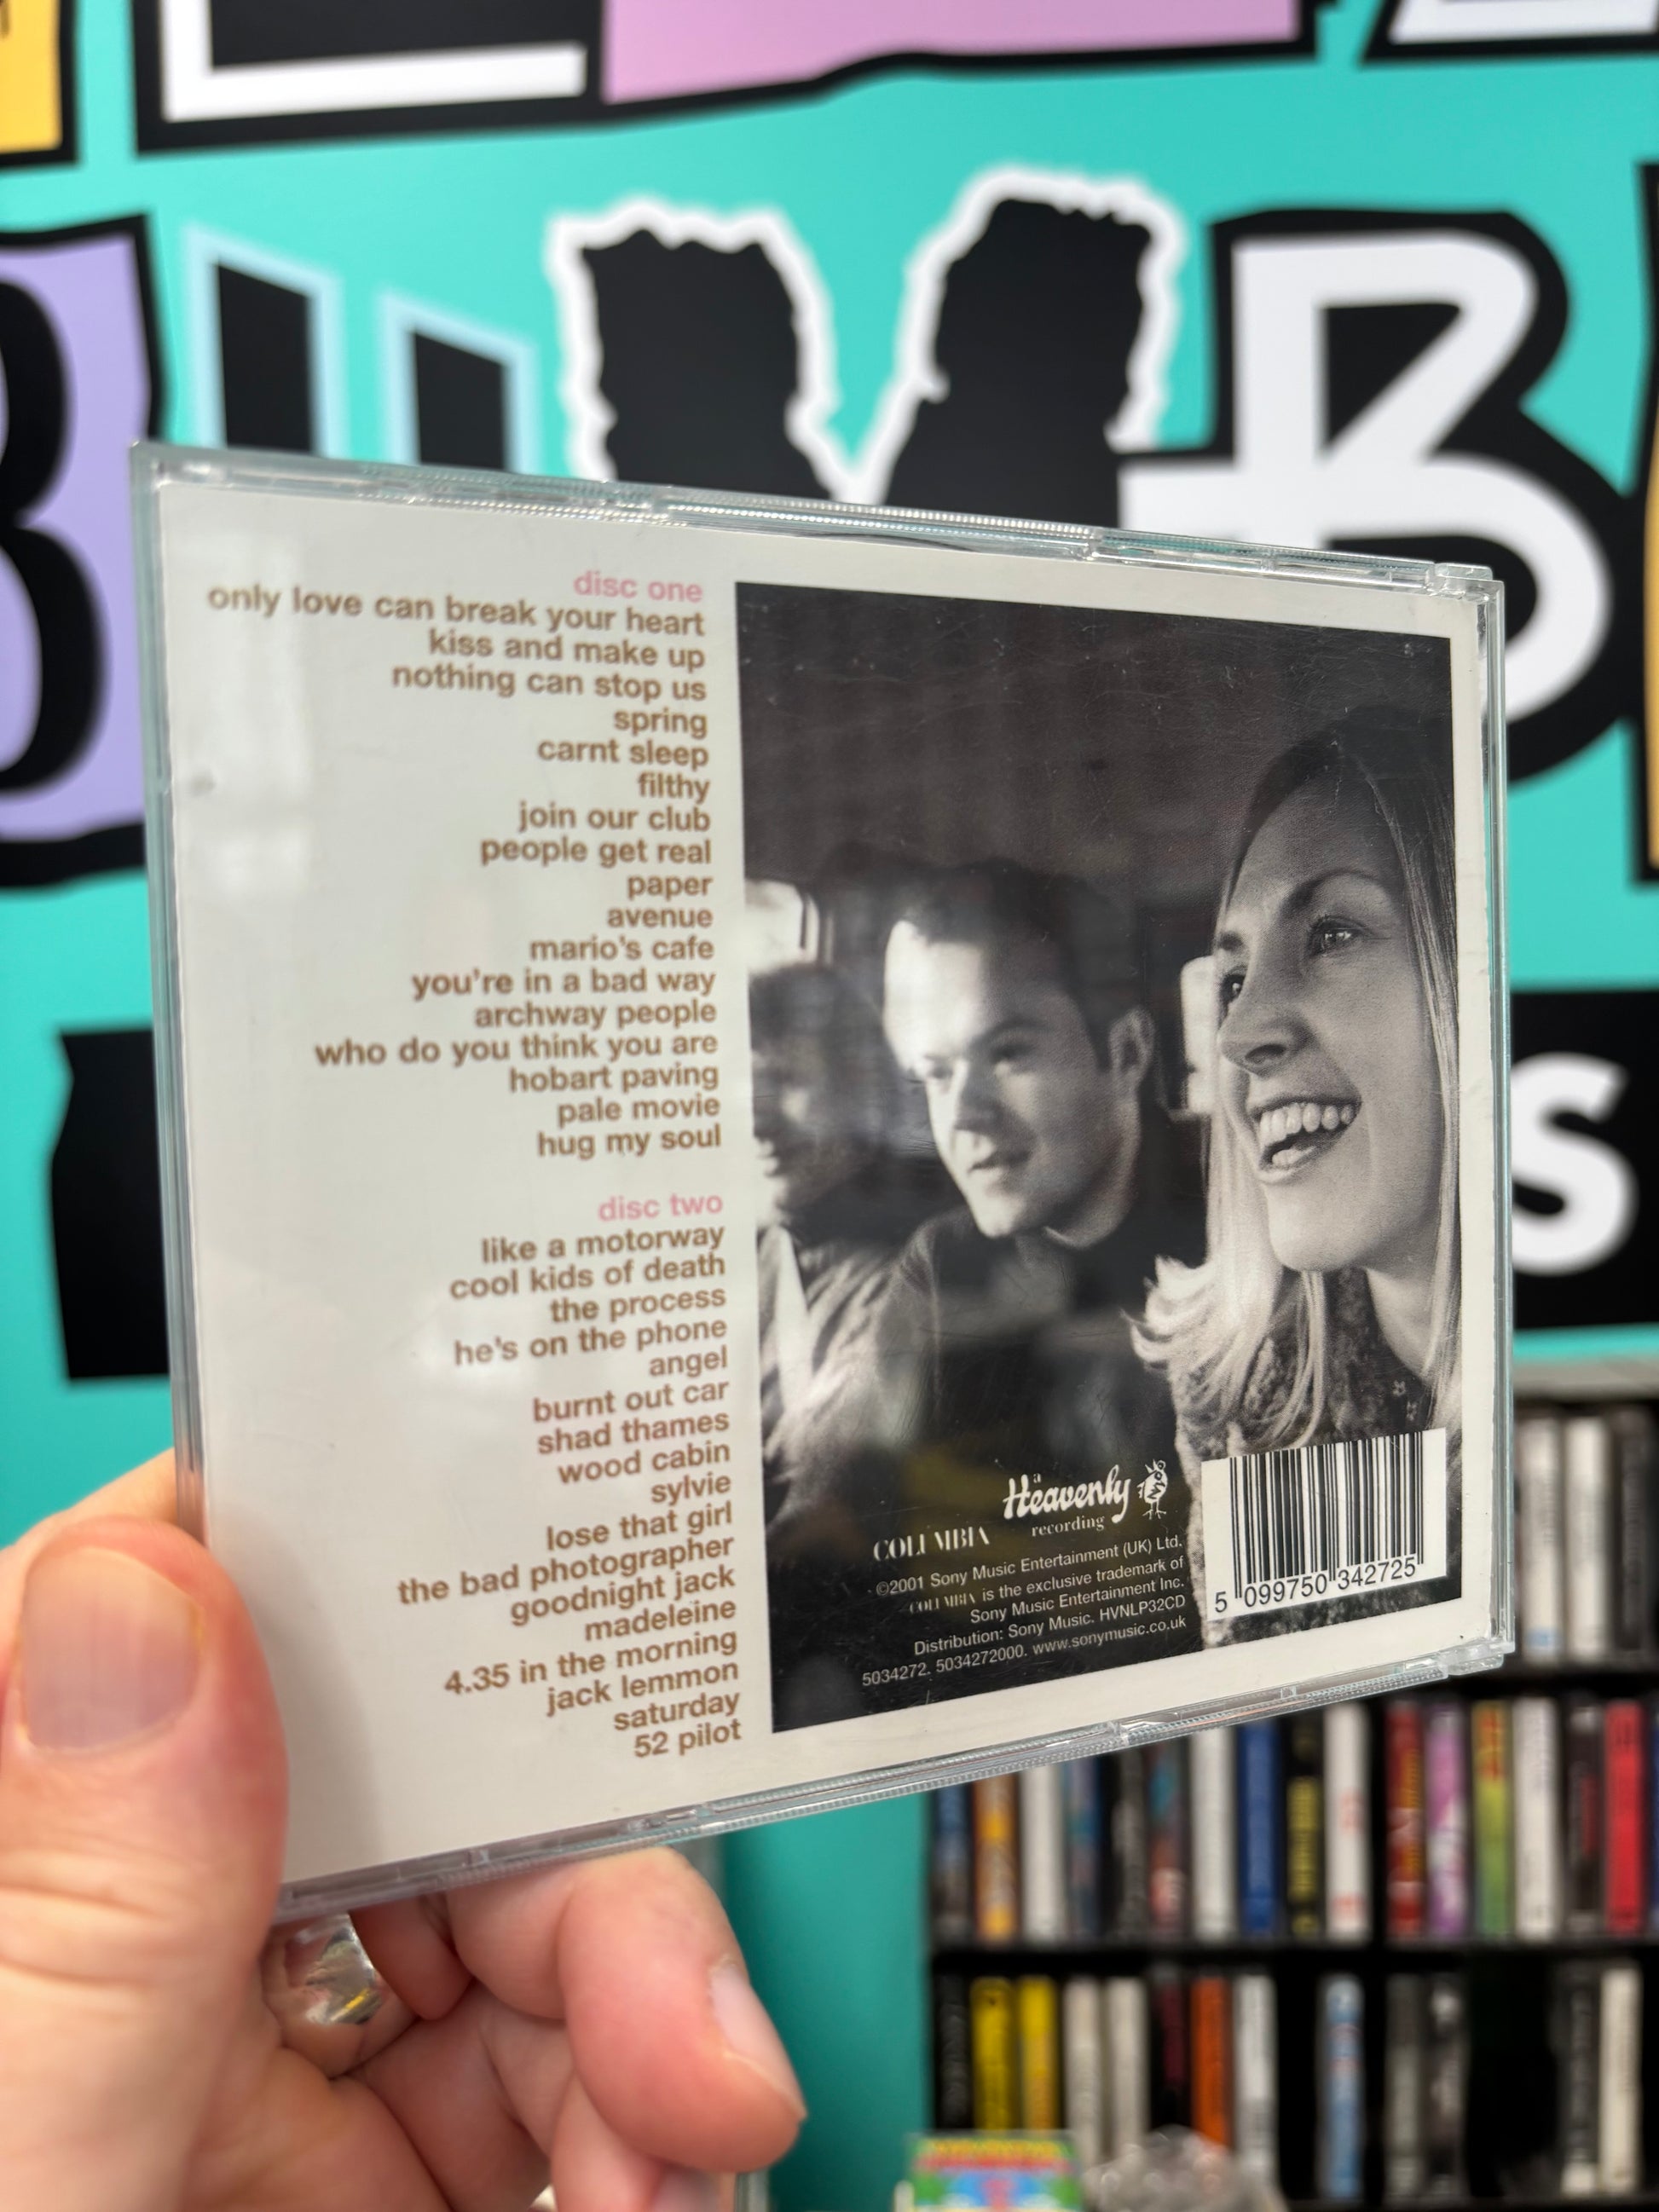 disc one
only love can break your heart
kiss and make up
nothing can stop us
spring
carnt sleep
filthy
join our club
people get real
paper
avenue
mario's cafe
you're in a bad way
archway people
who do you think you are
hobart paving
pale movie
hug my soul
disc two
like a motorway
cool kids of death
the process
he's on the phone
angel
burnt out car
shad thames
wood cabin
sylvie
lose that girl
the bad photographer
goodnight jack
madeleine
4.35 in the morning
jack lemmon
saturday
52 pilot
a
Heavenly
recording
COLUMBIA
©2001 Sony Music Entertainment (UK) Ltd.
COLUMBIA is the exclusive trademark of
Sony Music Entertainment Inc.
Distribution: Sony Music. HVNLP32CD
5034272. 5034272000. www.sonymusic.co.uk
5 099750 342725